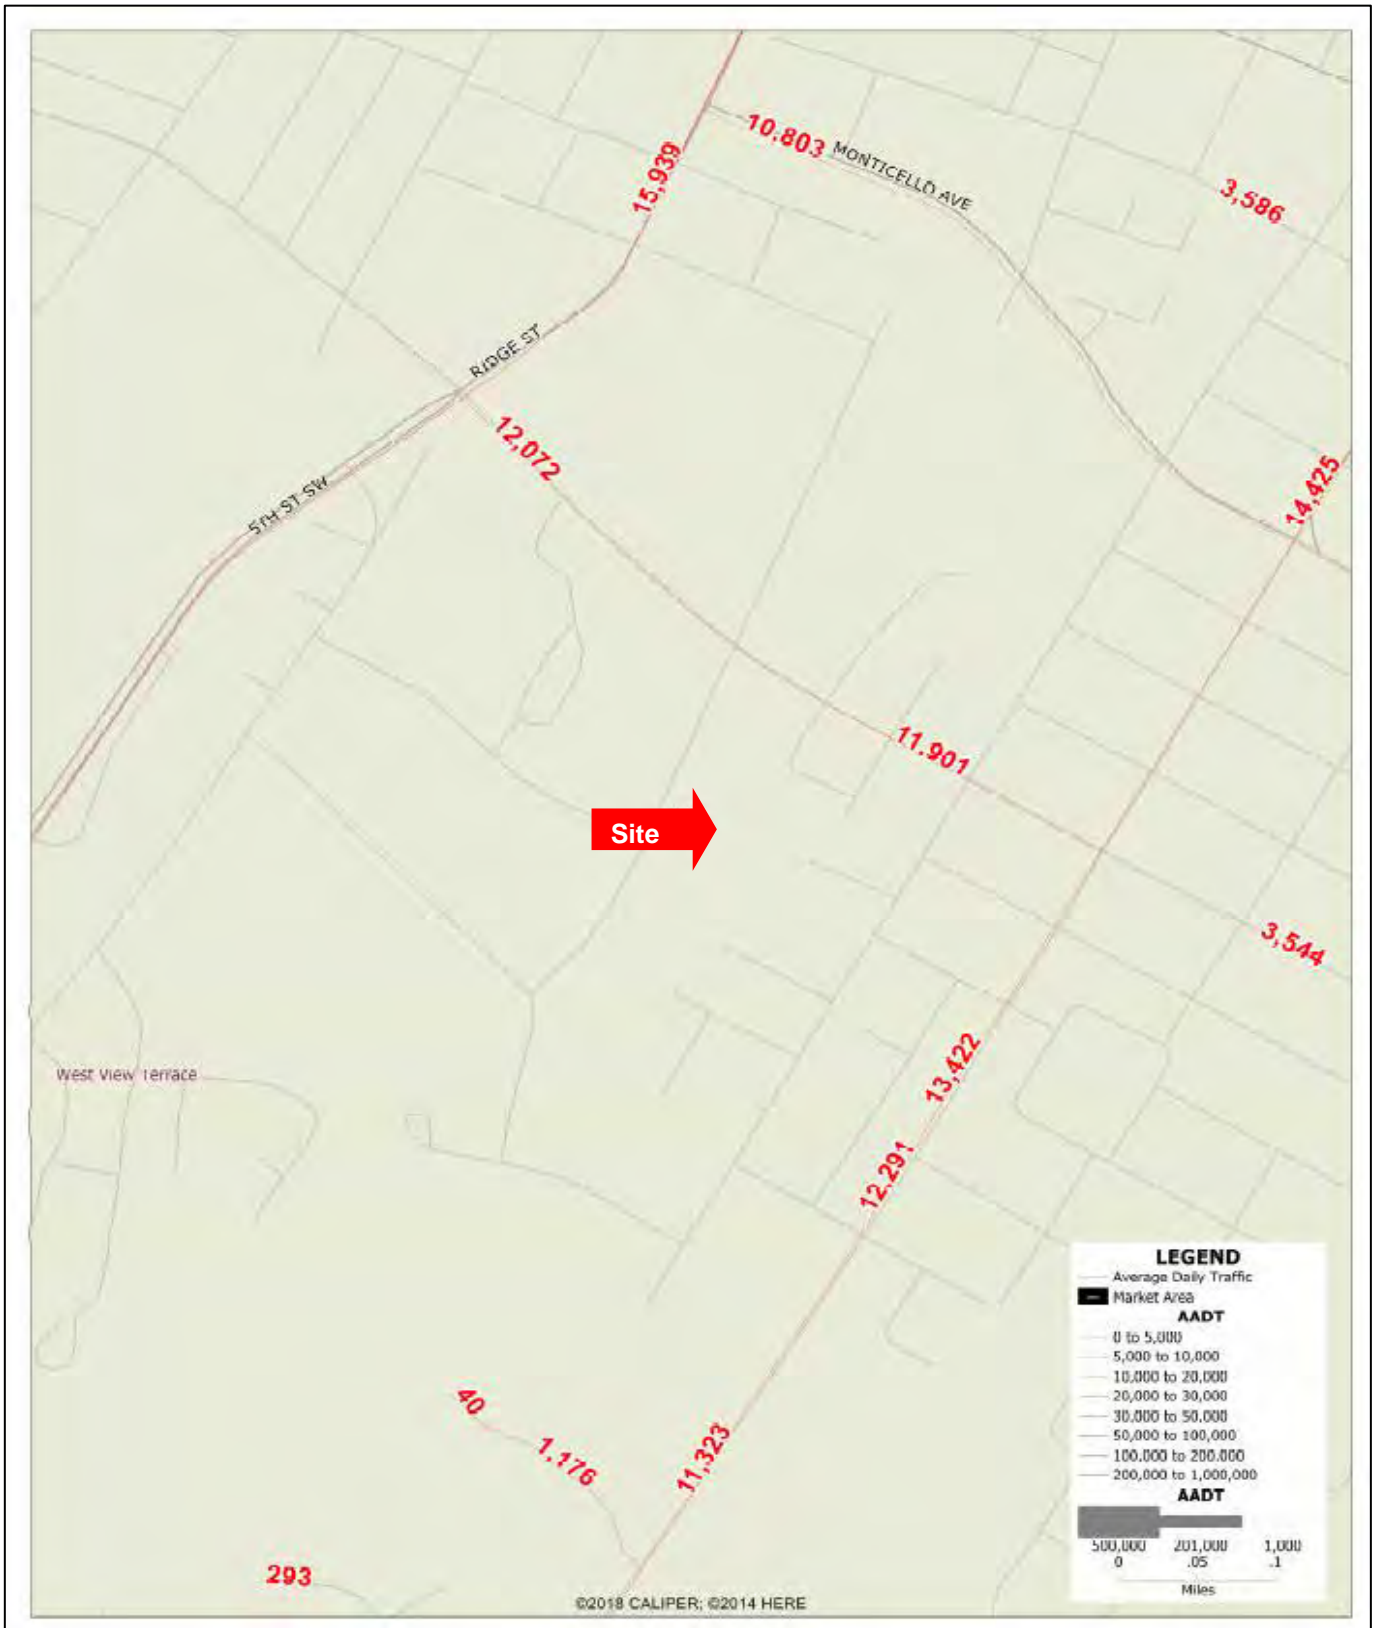 10,803
MONTICELLO AVE
15,939
3,586
RIDGE ST
12,072
5TH ST SW
14,425
11,901
Site
3,544
13,422
West View Terrace
12,291
40
1,176
11,323
293
LEGEND
Average Daily Traffic
Market Area
AADT
0 to 5,000
5,000 to 10,000
10,000 to 20,000
20,000 to 30,000
30,000 to 50,000
50,000 to 100,000
100,000 to 200,000
200,000 to 1,000,000
AADT
500,000 201,000 1,000
0 .05 .1
Miles
©2018 CALIPER; ©2014 HERE